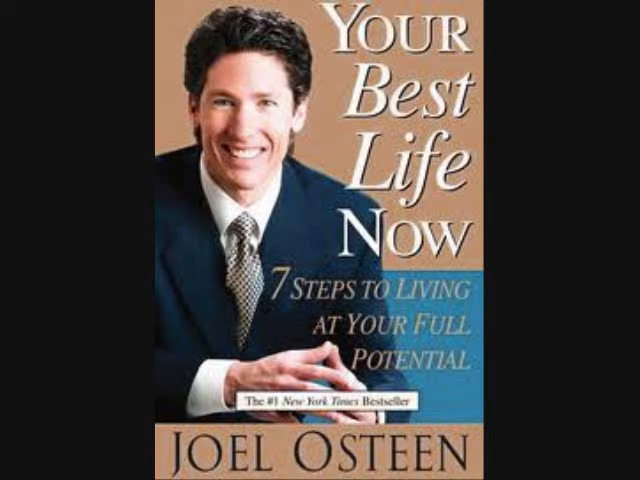 YOUR
Best
Life
NOW
7 STEPS TO LIVING
AT YOUR FULL
POTENTIAL
The #1 New York Times Bestseller
JOEL OSTEEN